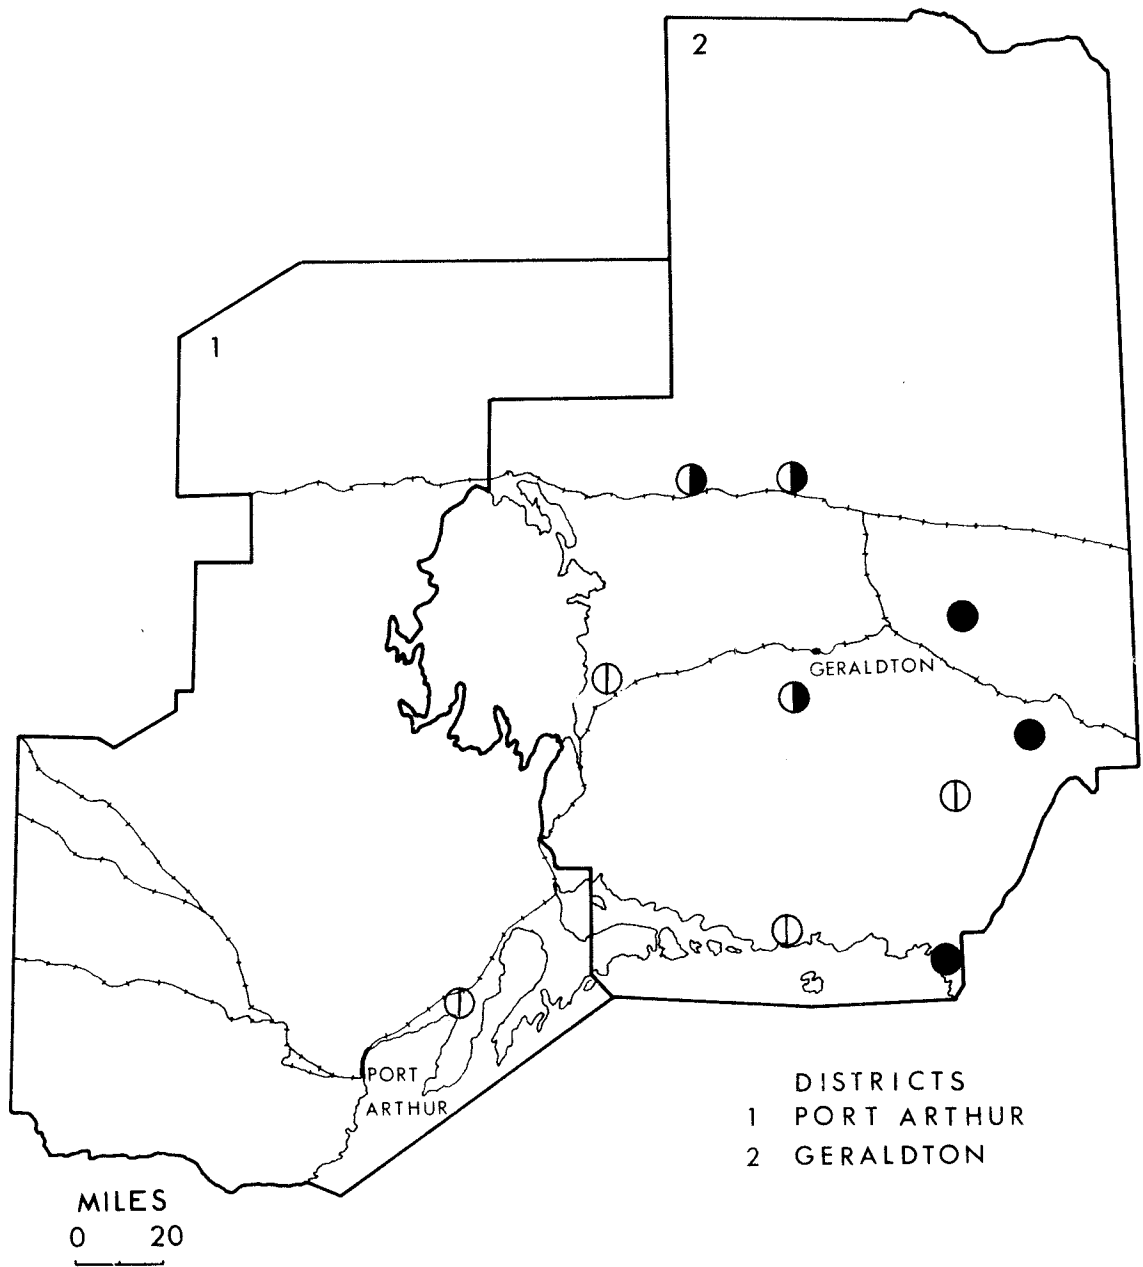 2
1
GERALDTON
PORT
ARTHUR
DISTRICTS
1 PORT ARTHUR
2 GERALDTON
MILES
0 20